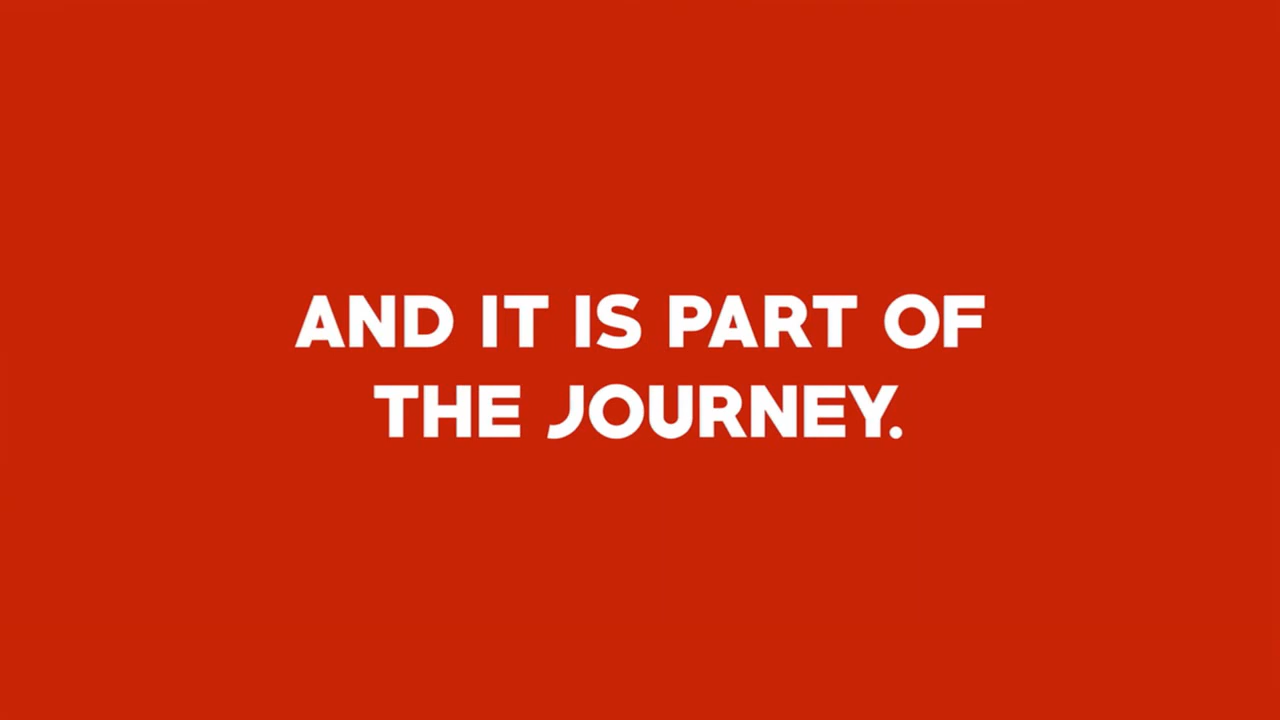 AND IT IS PART OF
THE JOURNEY.